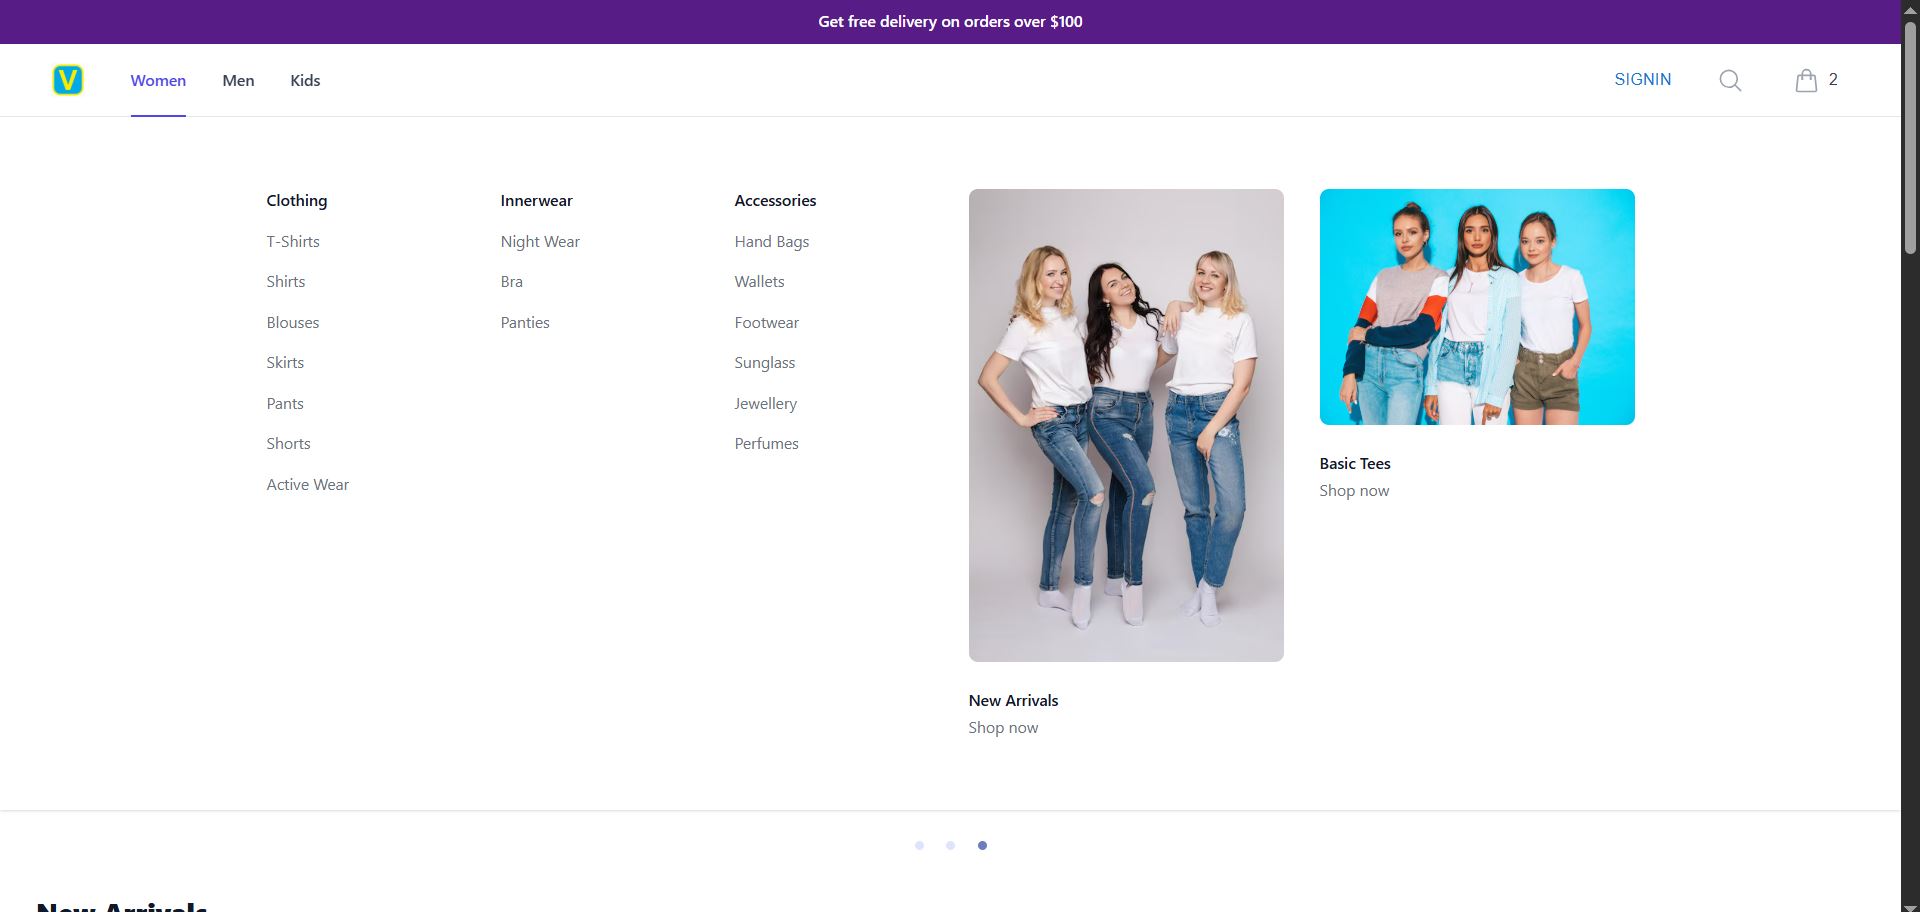 Get free delivery on orders over $100
V
Women
Men
Kids
SIGNIN
2
Clothing
T-Shirts
Shirts
Blouses
Skirts
Pants
Shorts
Active Wear
Innerwear
Night Wear
Bra
Panties
Accessories
Hand Bags
Wallets
Footwear
Sunglass
Jewellery
Perfumes
New Arrivals
Shop now
Basic Tees
Shop now
New Arrivals